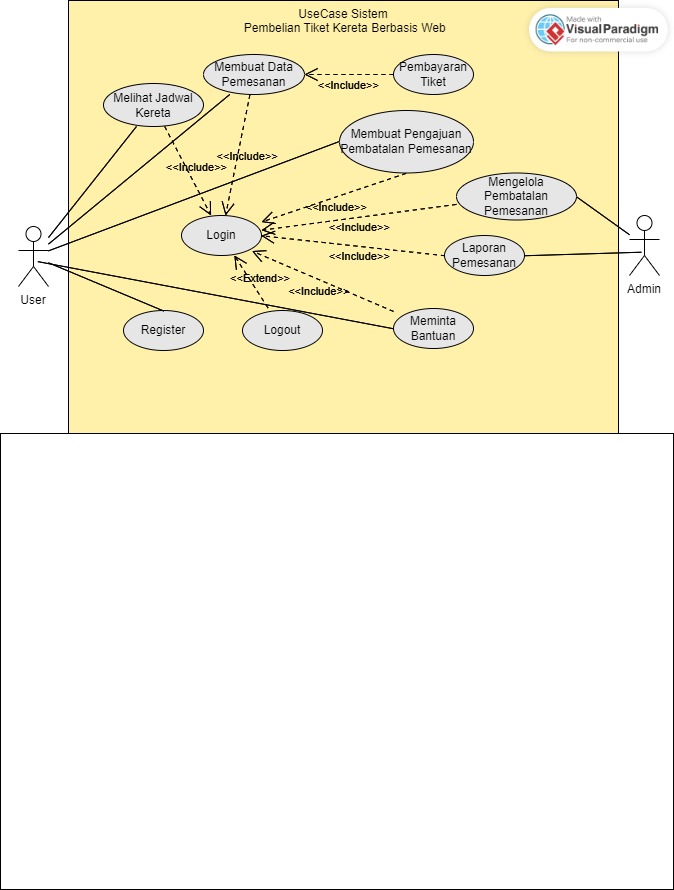 UseCase Sistem
Pembelian Tiket Kereta Berbasis Web
Made with
VisualParadigm
For non-commercial use
Membuat Data
Pemesanan
Pembayaran
Tiket
<<Include>>
Melihat Jadwal
Kereta
Membuat Pengajuan
Pembatalan Pemesanan
<<Include>>
<<Include>>
Mengelola
Pembatalan
Pemesanan
<<Include>>
<<Include>>
Login
Laporan
Pemesanan
<<Include>>
User
Admin
<<Extend>>
<<Include>>
Register
Logout
Meminta
Bantuan